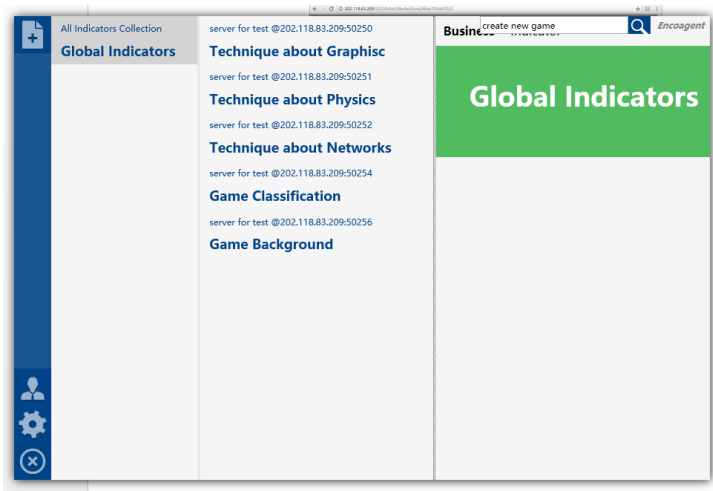 All Indicators Collection
Global Indicators
server for test @202.118.83.209:50250
Technique about Graphisc
server for test @202.118.83.209:50251
Technique about Physics
server for test @202.118.83.209:50252
Technique about Networks
server for test @202.118.83.209:50254
Game Classification
server for test @202.118.83.209:50256
Game Background
create new game
Encoagent
Business Indicator
Global Indicators